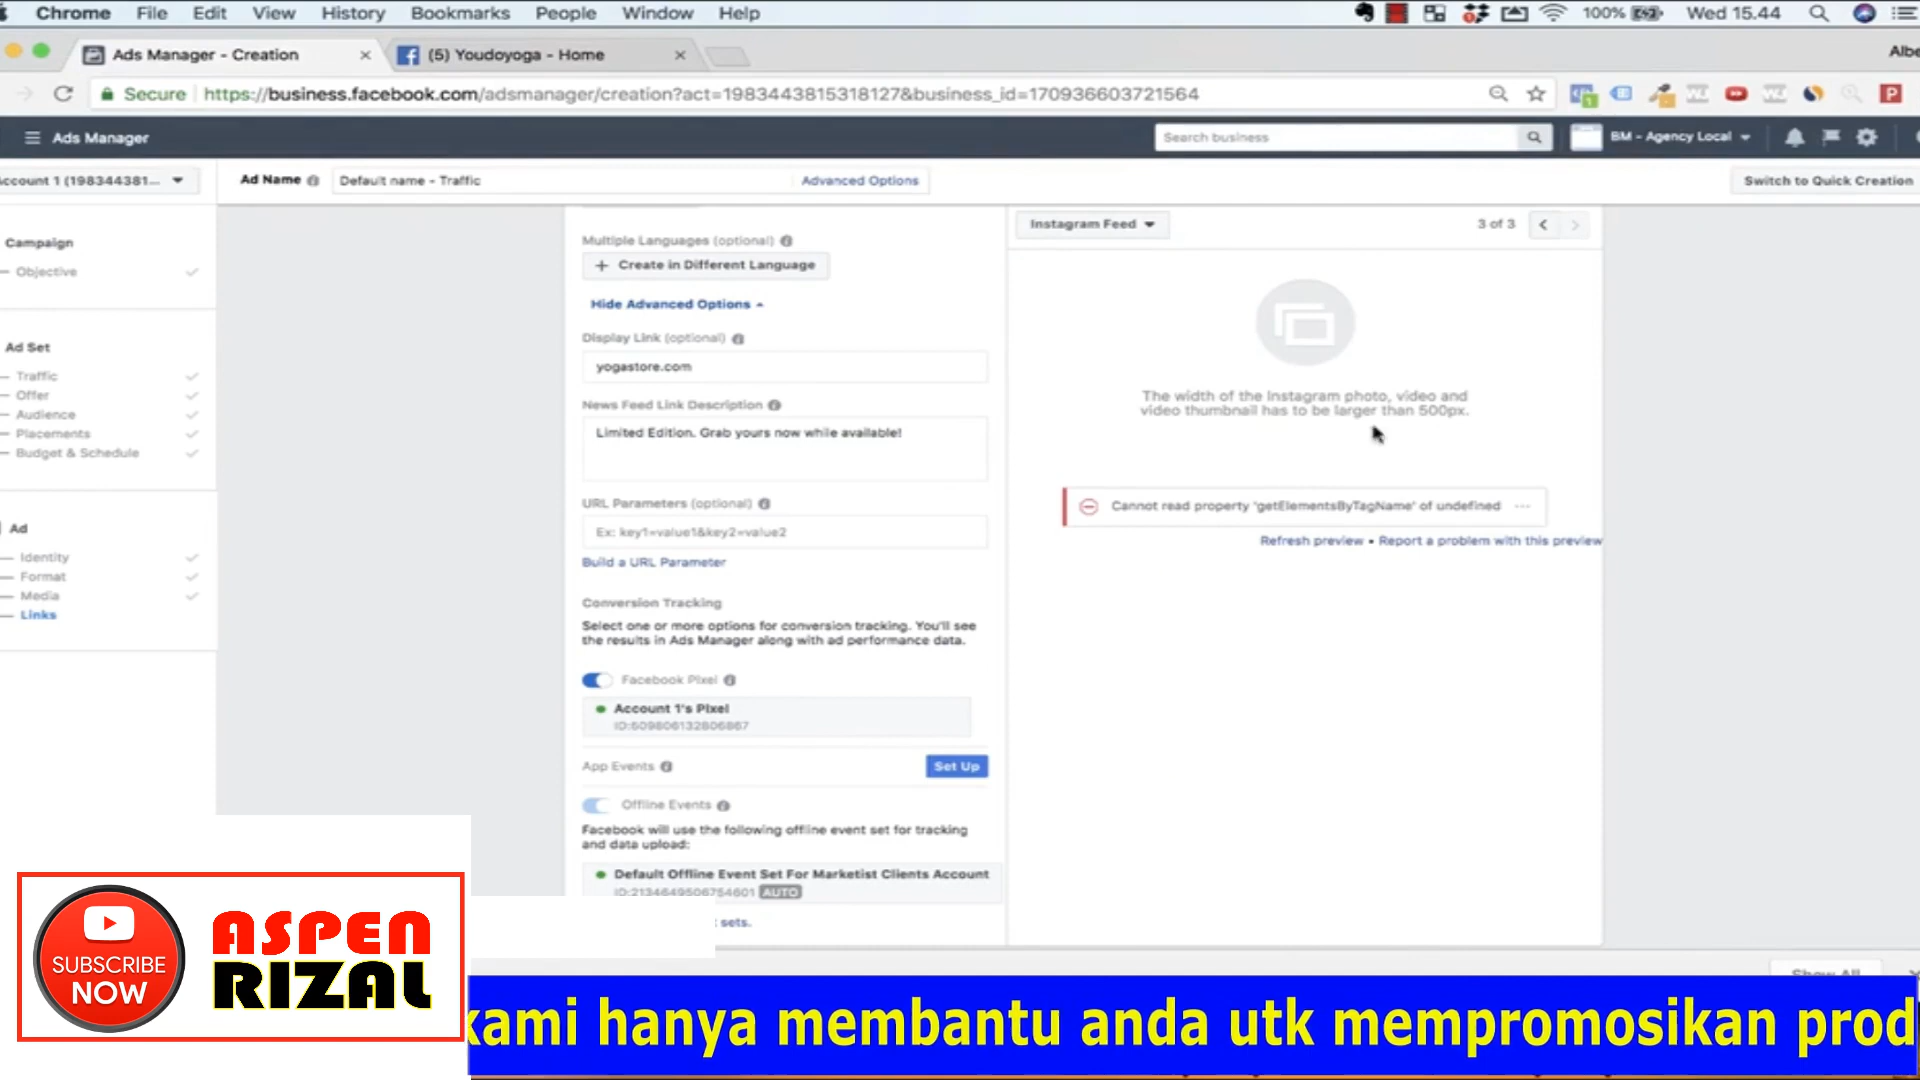 Chrome File Edit View History Bookmarks People Window Help
100% Wed 15.44
Ads Manager - Creation
(5) Youdoyoga - Home
Albe
Secure https://business.facebook.com/adsmanager/creation?act=1983443815318127&business_id=170936603721564
Ads Manager
Search business
BM - Agency Local
ccount 1 (198344381...
Ad Name
Default name - Traffic
Advanced Options
Switch to Quick Creation
Campaign
Objective
Ad Set
Traffic
Offer
Audience
Placements
Budget & Schedule
Ad
Identity
Format
Media
Links
Multiple Languages (optional)
+ Create in Different Language
Hide Advanced Options
Display Link (optional)
yogastore.com
News Feed Link Description
Limited Edition. Grab yours now while available!
URL Parameters (optional)
Ex: key1=value1&key2=value2
Build a URL Parameter
Conversion Tracking
Select one or more options for conversion tracking. You'll see
the results in Ads Manager along with ad performance data.
Facebook Pixel
Account 1's Pixel
ID:509806132806867
App Events
Set Up
Offline Events
Facebook will use the following offline event set for tracking
and data upload:
Default Offline Event Set For Marketist Clients Account
ID:2134649506754601 AUTO
sets.
Instagram Feed
3 of 3
The width of the Instagram photo, video and
video thumbnail has to be larger than 500px.
Cannot read property 'getElementsByTagName' of undefined ...
Refresh preview • Report a problem with this preview
Show All
SUBSCRIBE
NOW
ASPEN
RIZAL
kami hanya membantu anda utk mempromosikan prod